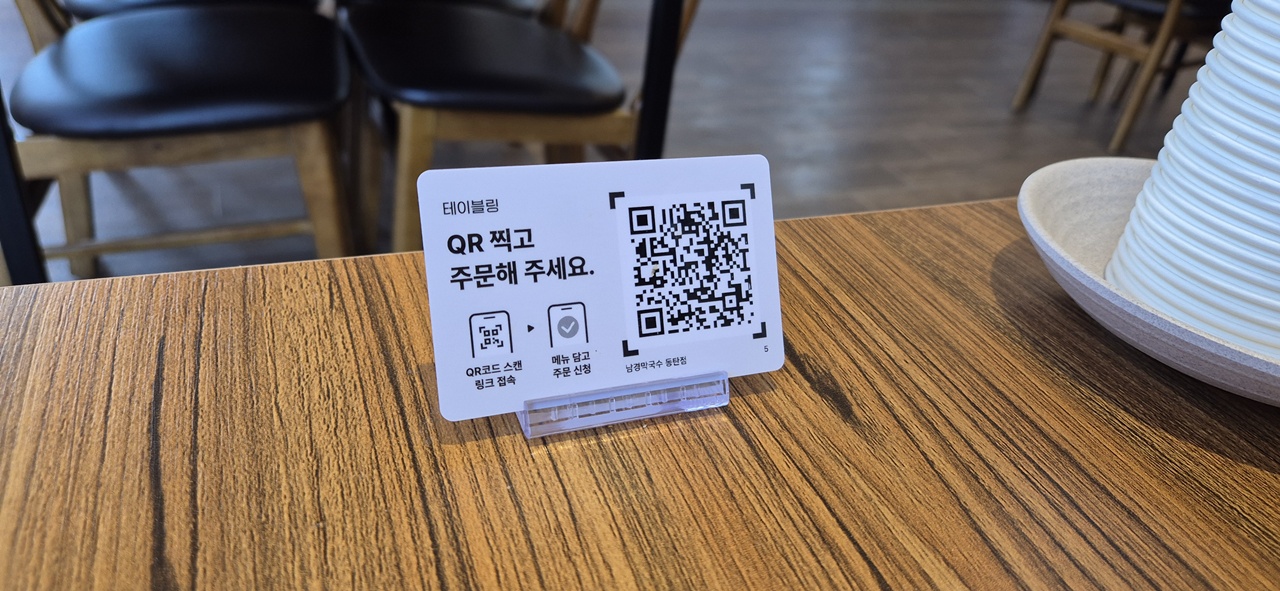 테이블링
QR 찍고
주문해 주세요.
QR코드 스캔
링크 접속
메뉴 담고
주문 신청
남경막국수 동탄점
5